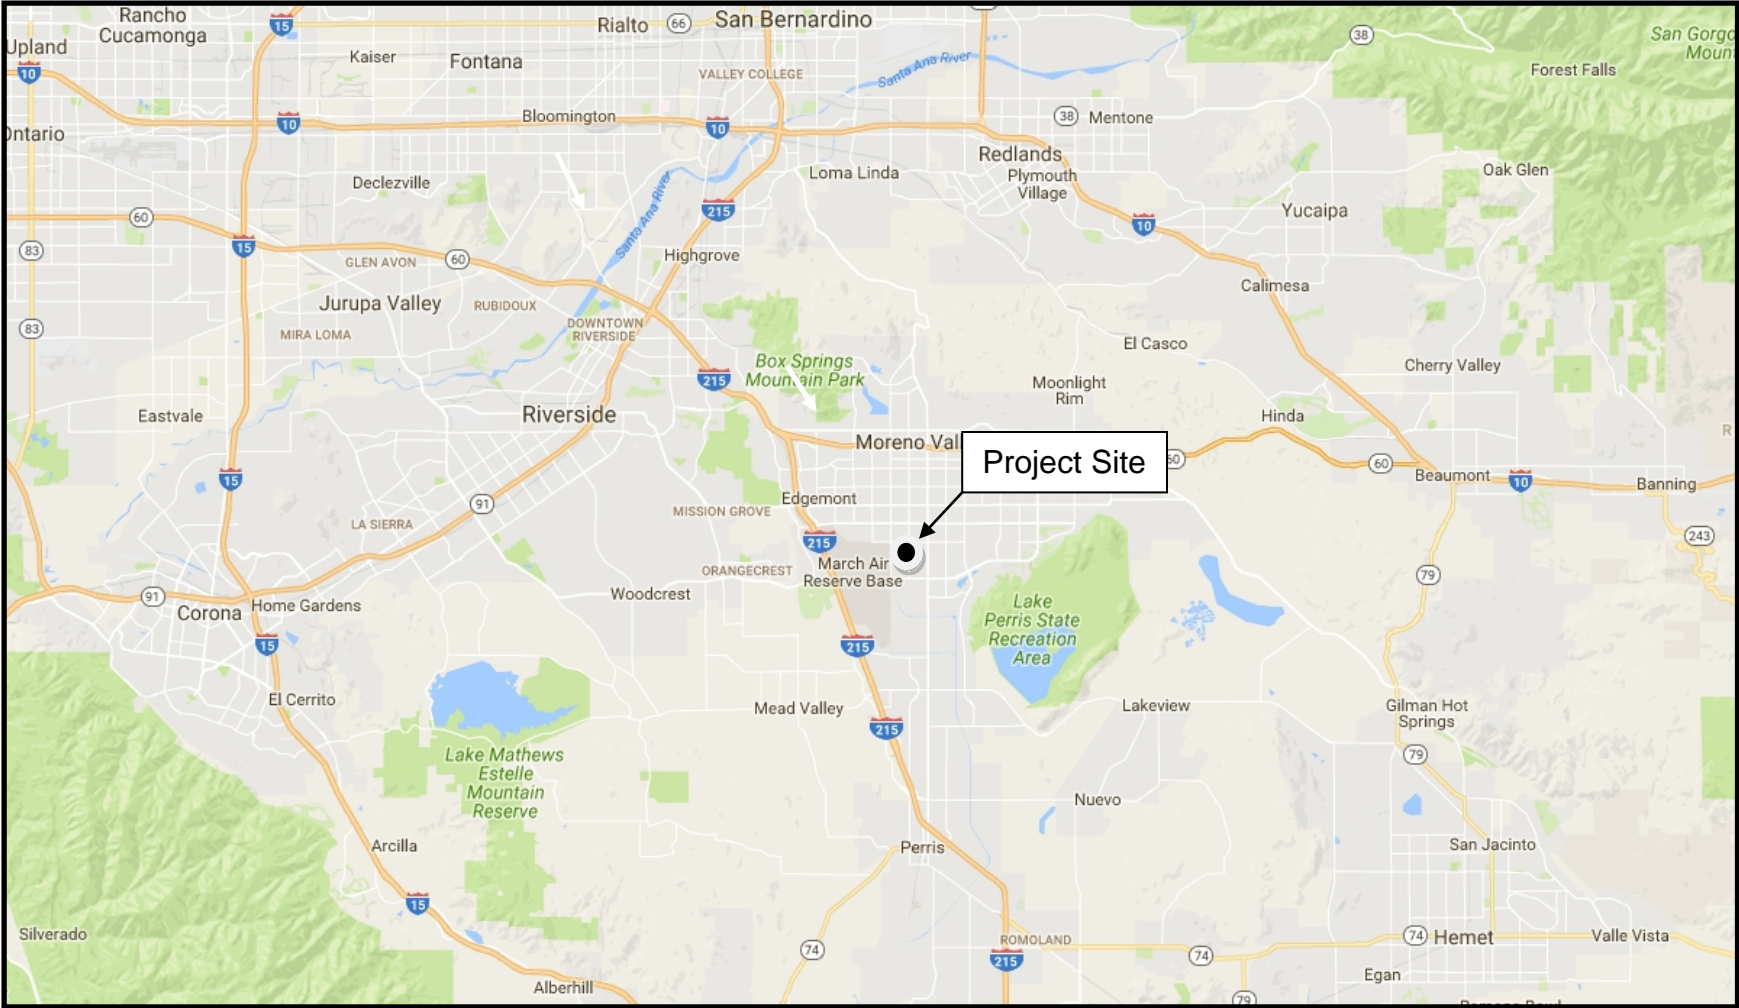 Rancho
Cucamonga
15
Rialto
66
San Bernardino
38
San Gorgo
Moun
Upland
Kaiser
Fontana
10
VALLEY COLLEGE
Santa Ana River
Forest Falls
Ontario
10
Bloomington
10
38
Mentone
Declezville
Loma Linda
Redlands
Plymouth
Village
Oak Glen
60
Santa Ana River
215
10
Yucaipa
83
15
GLEN AVON
60
Highgrove
Calimesa
Jurupa Valley
RUBIDOUX
83
MIRA LOMA
DOWNTOWN
RIVERSIDE
El Casco
Box Springs
Mountain Park
Cherry Valley
215
Moonlight
Rim
Eastvale
Riverside
Hinda
Moreno Val
Project Site
60
60
R
15
Beaumont
10
Banning
91
Edgemont
MISSION GROVE
LA SIERRA
215
243
March Air
Reserve Base
ORANGECREST
79
91
Corona
Home Gardens
Woodcrest
Lake
Perris State
Recreation
Area
15
215
El Cerrito
Mead Valley
Lakeview
Gilman Hot
Springs
215
79
Lake Mathews
Estelle
Mountain
Reserve
Nuevo
Arcilla
Perris
San Jacinto
15
Silverado
74
ROMOLAND
215
74
74
Hemet
Valle Vista
Egan
Alberhill
79